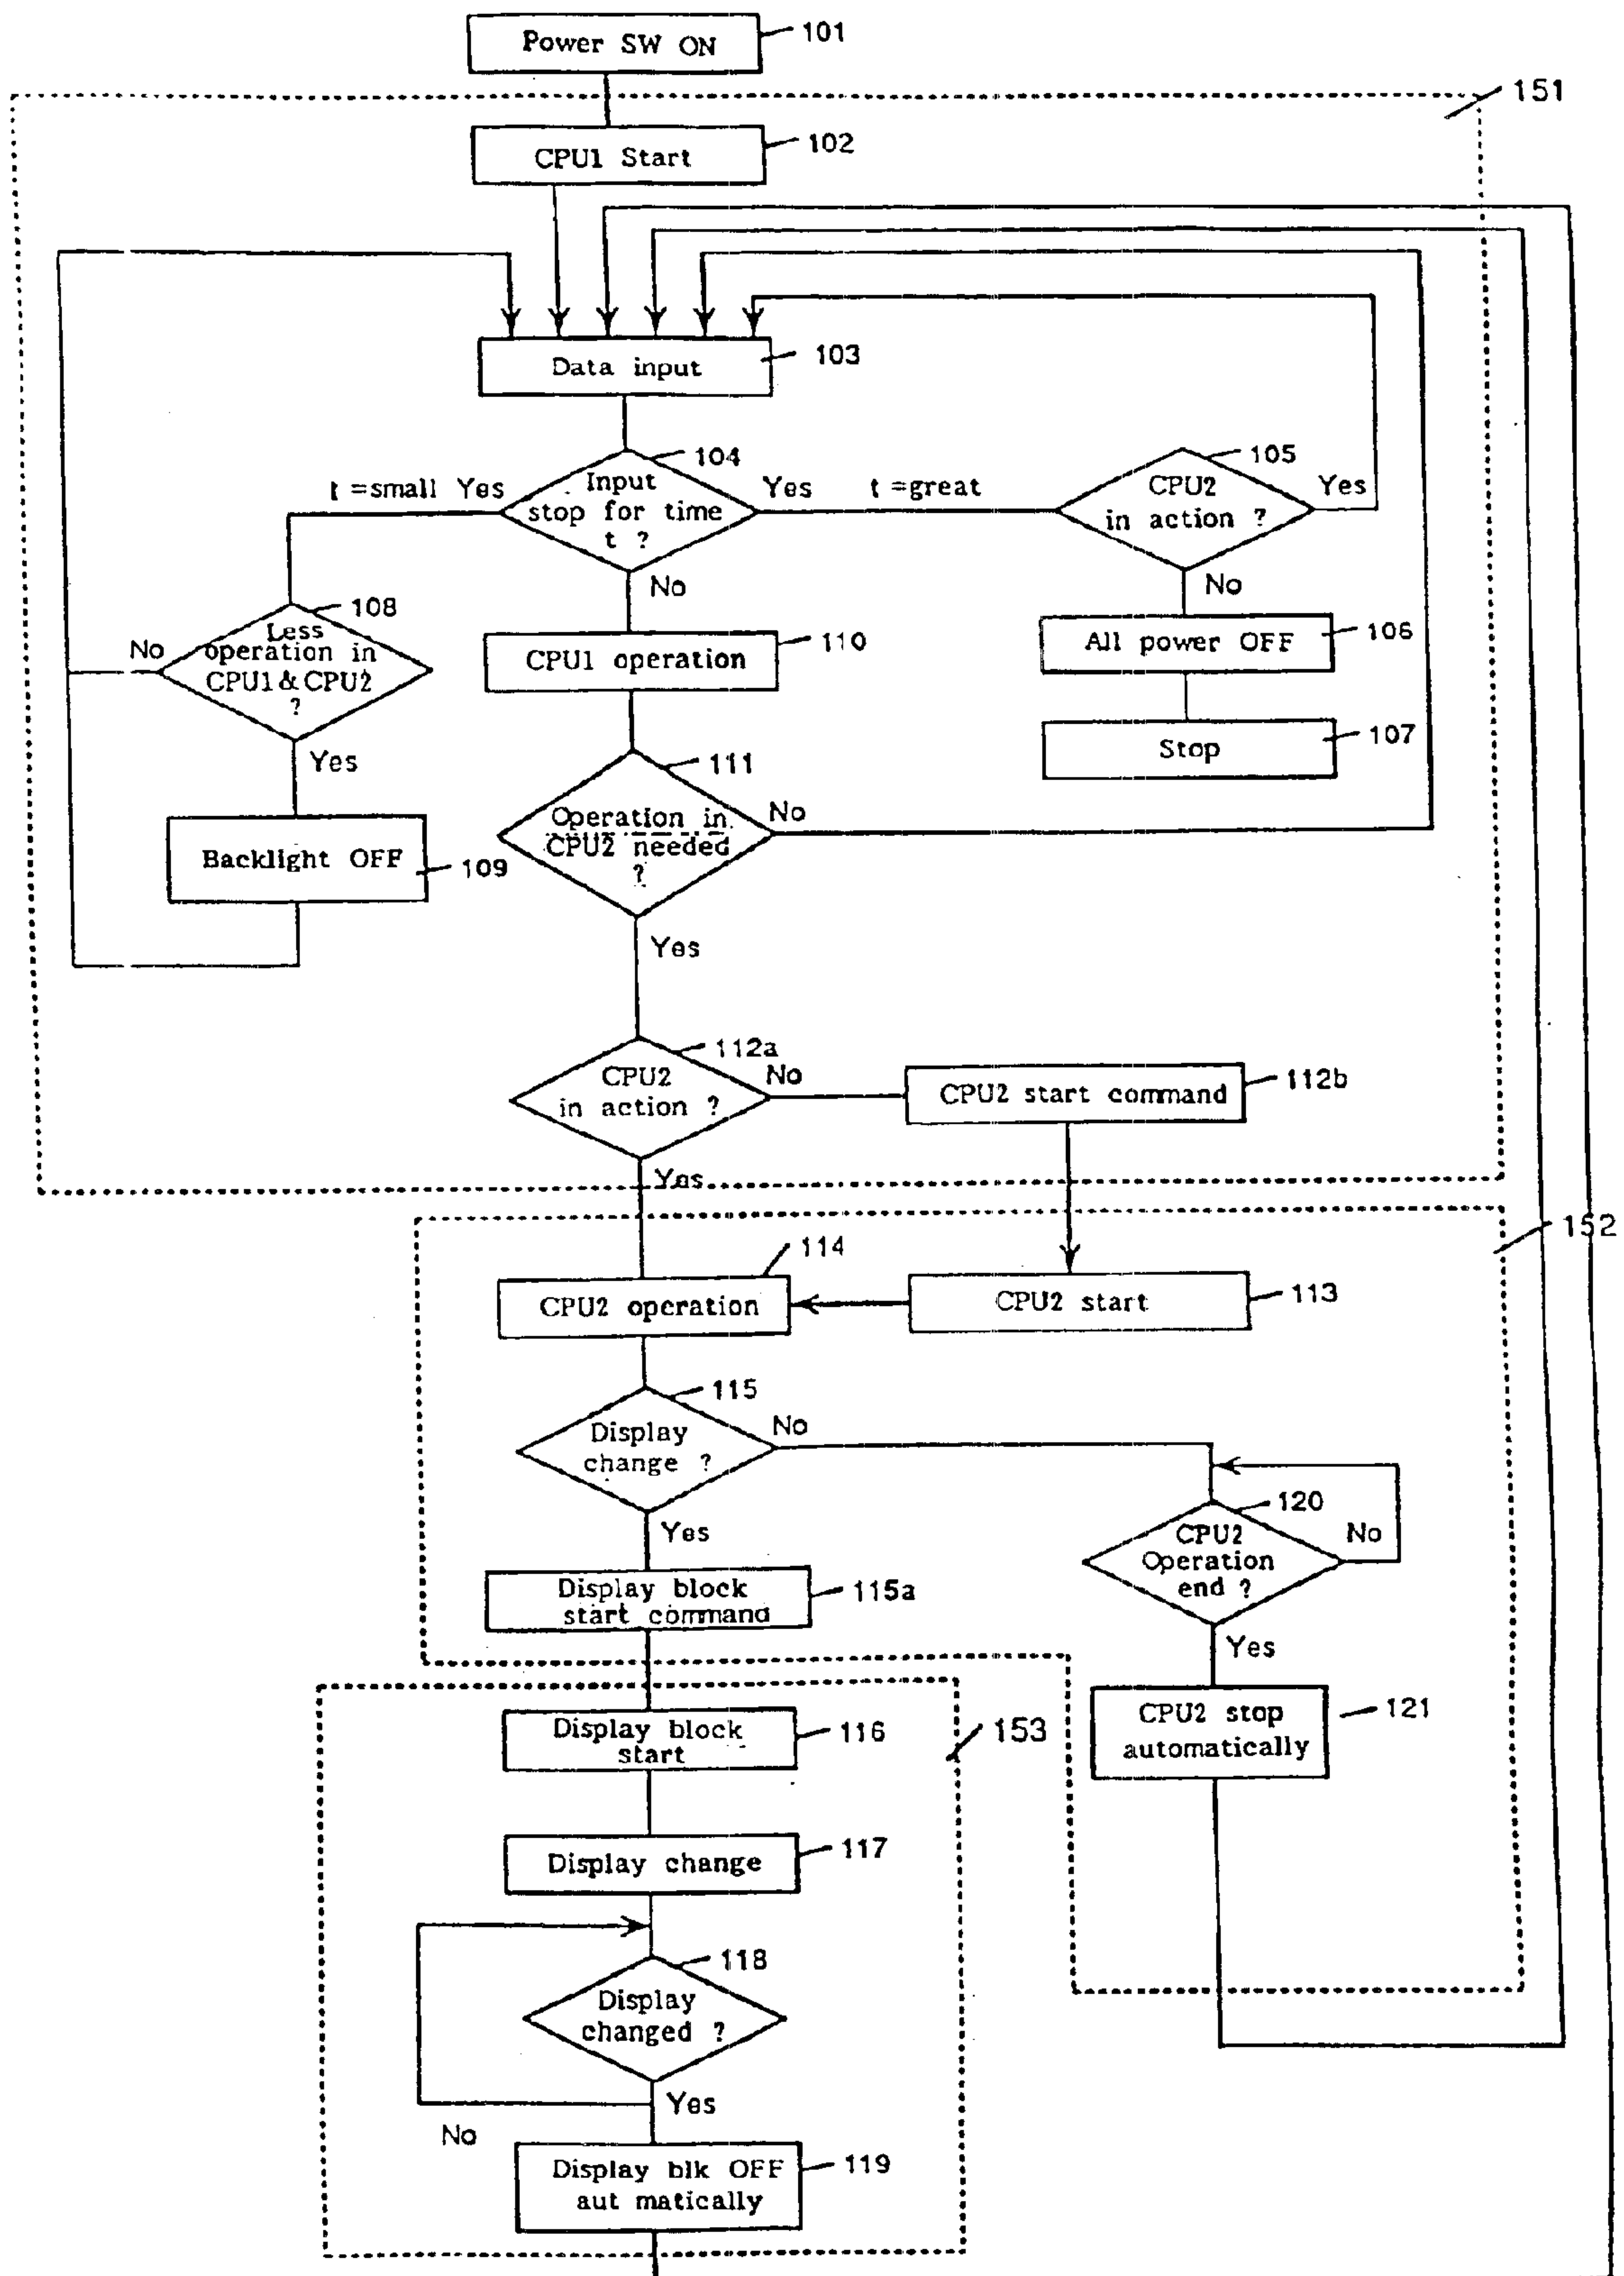 Power SW ON
101
151
CPU1 Start
102
Data input
103
104
Input
stop for time
t ?
t =small Yes
Yes t =great
No
105
CPU2
in action ?
Yes
No
108
Less
operation in
CPU1 & CPU2
?
No
Yes
CPU1 operation
110
All power OFF
106
Stop
107
111
Operation in
CPU2 needed
?
No
Yes
Backlight OFF
109
112a
CPU2
in action ?
No
Yes
CPU2 start command
112b
152
114
CPU2 operation
CPU2 start
113
115
Display
change ?
No
Yes
120
CPU2
Operation
end ?
No
Yes
Display block
start command
115a
CPU2 stop
automatically
121
153
Display block
start
116
Display change
117
118
Display
changed ?
Yes
No
Display blk OFF
aut matically
119